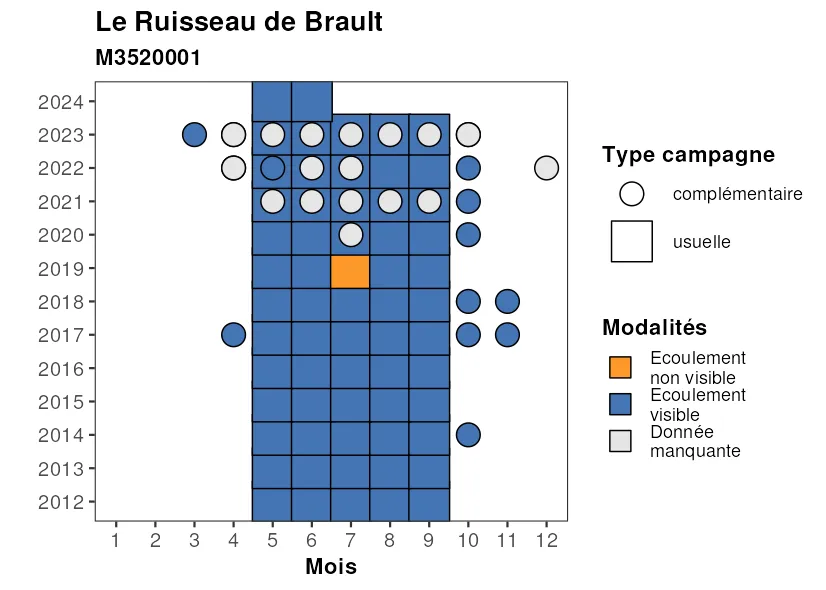 Le Ruisseau de Brault
M3520001
2024
2023
2022
2021
2020
2019
2018
2017
2016
2015
2014
2013
2012
1 2 3 4 5 6 7 8 9 10 11 12
Mois
Type campagne
complémentaire
usuelle
Modalités
Ecoulement
non visible
Ecoulement
visible
Donnée
manquante